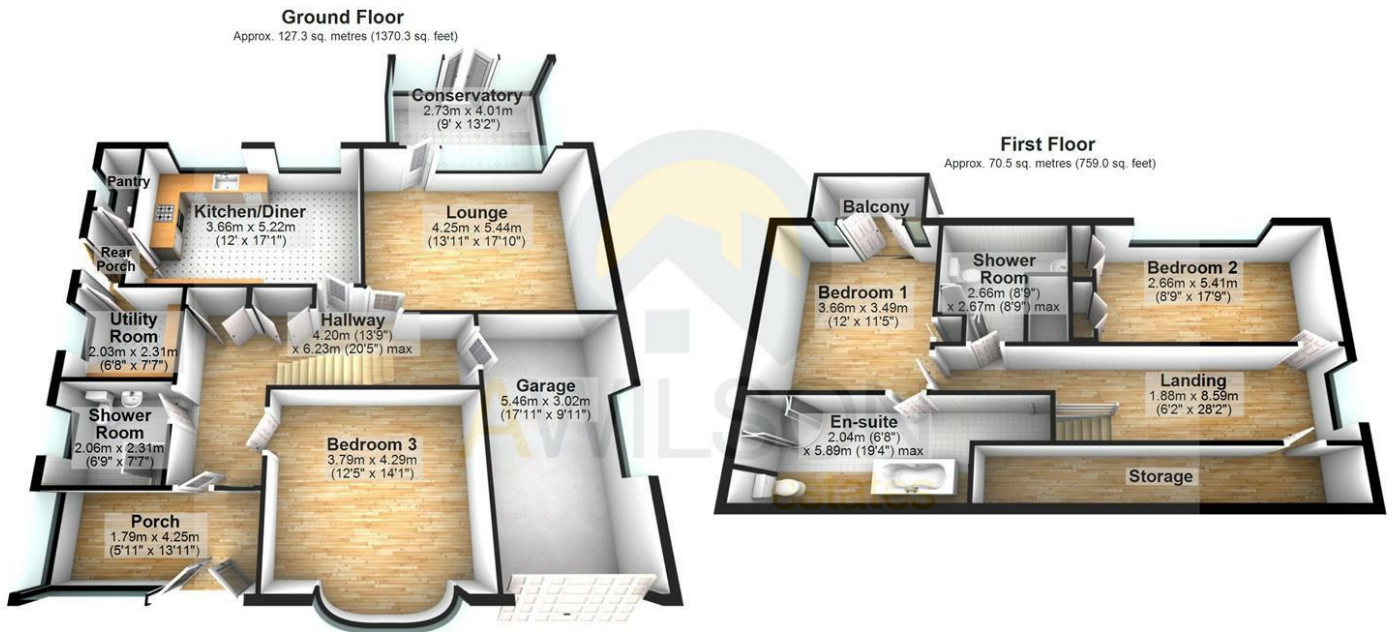 Ground Floor
Approx. 127.3 sq. metres (1370.3 sq. feet)
Conservatory
2.73m x 4.01m
(9' x 13'2")
Pantry
Kitchen/Diner
3.66m x 5.22m
(12' x 17'1")
Lounge
4.25m x 5.44m
(13'11" x 17'10")
Rear
Porch
Utility
Room
2.03m x 2.31m
(6'8" x 7'7")
Hallway
4.20m (13'9")
x 6.23m (20'5") max
Garage
5.46m x 3.02m
(17'11" x 9'11")
Shower
Room
2.06m x 2.31m
(6'9" x 7'7")
Bedroom 3
3.79m x 4.29m
(12'5" x 14'1")
Porch
1.79m x 4.25m
(5'11" x 13'11")
First Floor
Approx. 70.5 sq. metres (759.0 sq. feet)
Balcony
Bedroom 1
3.66m x 3.49m
(12' x 11'5")
Shower
Room
2.66m (8'9")
x 2.67m (8'9") max
Bedroom 2
2.66m x 5.41m
(8'9" x 17'9")
Landing
1.88m x 8.59m
(6'2" x 28'2")
En-suite
2.04m (6'8")
x 5.89m (19'4") max
Storage
AWILSON
estates